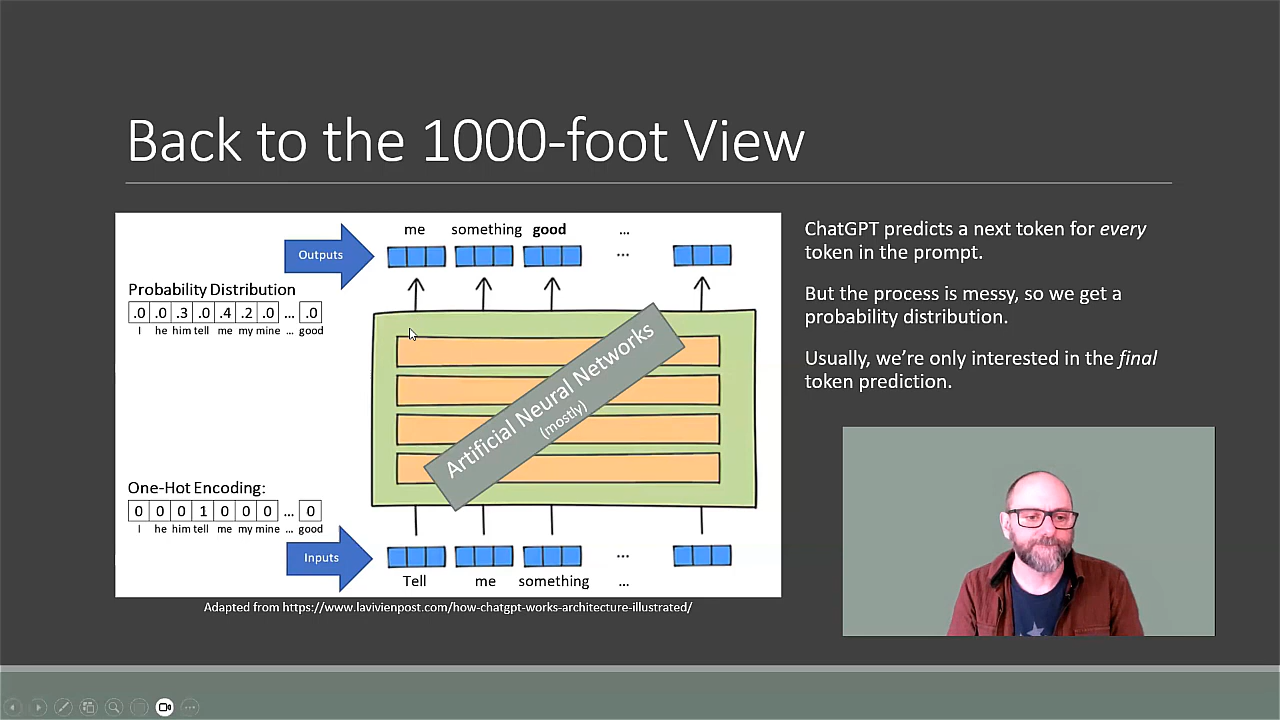 Back to the 1000-foot View
me something good ...
Outputs
...
Probability Distribution
.0 .0 .3 .0 .4 .2 .0 ... .0
I he him tell me my mine ... good
Artificial Neural Networks
(mostly)
One-Hot Encoding:
0 0 0 1 0 0 0 ... 0
I he him tell me my mine ... good
Inputs
...
Tell me something ...
Adapted from https://www.lavivienpost.com/how-chatgpt-works-architecture-illustrated/
ChatGPT predicts a next token for every
token in the prompt.
But the process is messy, so we get a
probability distribution.
Usually, we’re only interested in the final
token prediction.